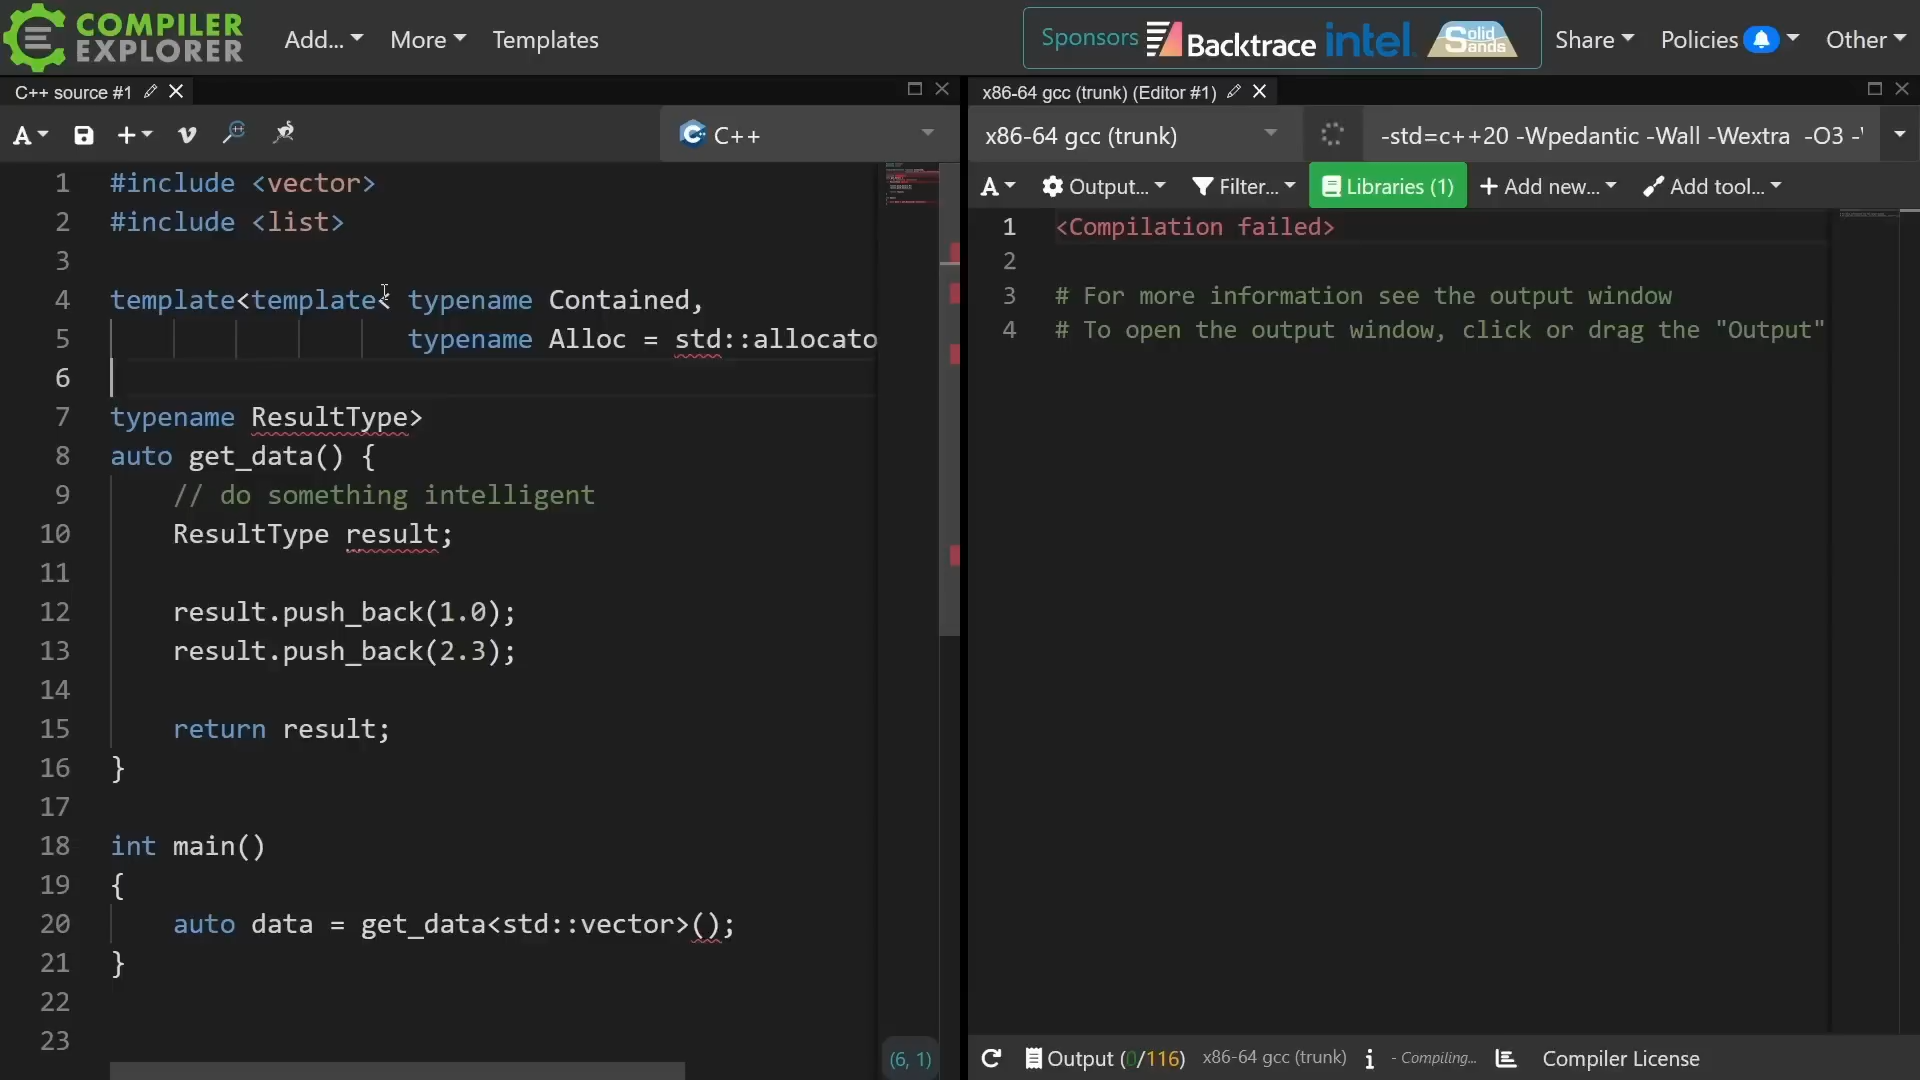 COMPILER
EXPLORER
Add...
More
Templates
Sponsors
Backtrace
intel
Solid
Sands
Share
Policies
Other
C++ source #1
A
C++
1 #include <vector>
2 #include <list>
3
4 template<template< typename Contained,
5 typename Alloc = std::allocato
6
7 typename ResultType>
8 auto get_data() {
9 // do something intelligent
10 ResultType result;
11
12 result.push_back(1.0);
13 result.push_back(2.3);
14
15 return result;
16 }
17
18 int main()
19 {
20 auto data = get_data<std::vector>();
21 }
22
23
(6, 1)
x86-64 gcc (trunk) (Editor #1)
x86-64 gcc (trunk)
-std=c++20 -Wpedantic -Wall -Wextra -O3 -
A
Output...
Filter...
Libraries (1)
Add new...
Add tool...
1 <Compilation failed>
2
3 # For more information see the output window
4 # To open the output window, click or drag the "Output"
Output (0/116) x86-64 gcc (trunk) i - Compiling... Compiler License